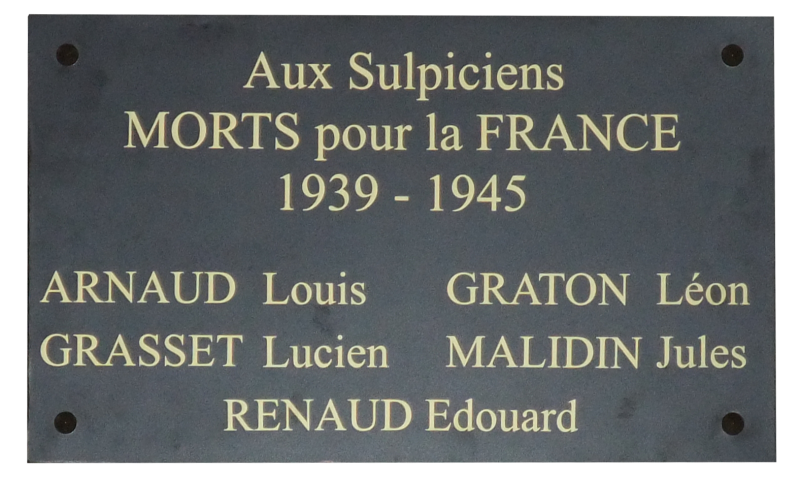 Aux Sulpiciens
MORTS pour la FRANCE
1939 - 1945
ARNAUD Louis GRATON Léon
GRASSET Lucien MALIDIN Jules
RENAUD Edouard